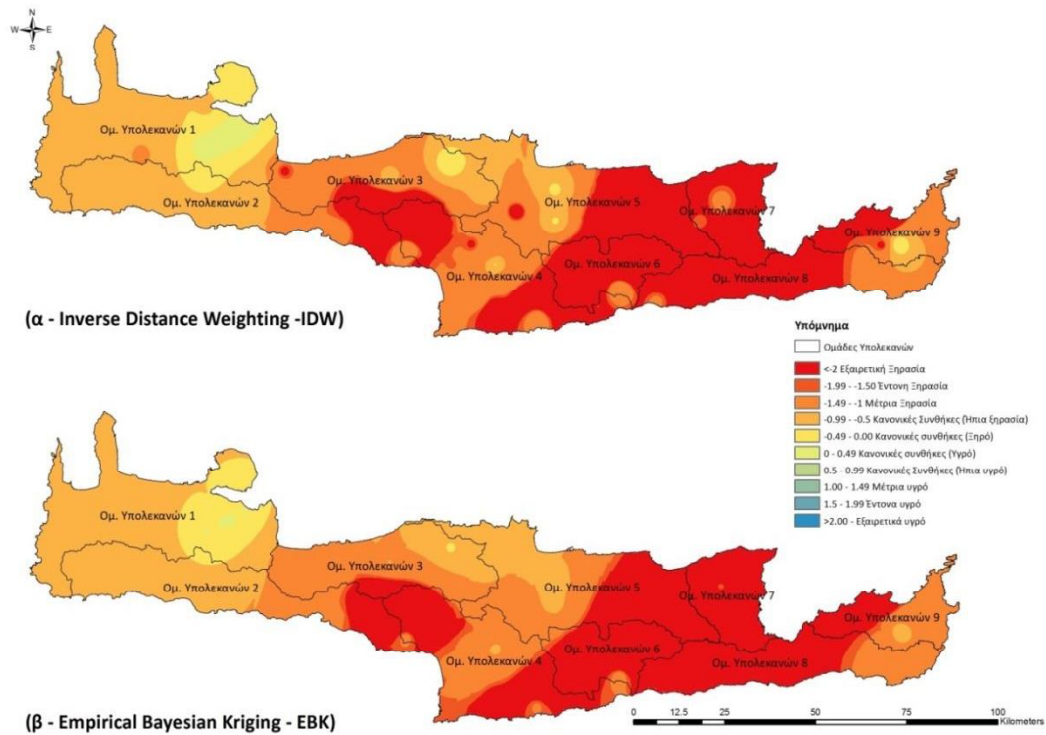 N
W E
S
Ομ. Υπολεκανών 1
Ομ. Υπολεκανών 2
Ομ. Υπολεκανών 3
Ομ. Υπολεκανών 4
Ομ. Υπολεκανών 5
Ομ. Υπολεκανών 6
Ομ. Υπολεκανών 7
Ομ. Υπολεκανών 8
Ομ. Υπολεκανών 9
(α - Inverse Distance Weighting -IDW)
Υπόμνημα
Ομάδες Υπολεκανών
<-2 Εξαιρετική Ξηρασία
-1.99 - -1.50 Έντονη Ξηρασία
-1.49 - -1 Μέτρια Ξηρασία
-0.99 - -0.5 Κανονικές Συνθήκες (Ήπια ξηρασία)
-0.49 - 0.00 Κανονικές συνθήκες (Ξηρό)
0 - 0.49 Κανονικές συνθήκες (Υγρό)
0.5 - 0.99 Κανονικές Συνθήκες (Ήπια υγρό)
1.00 - 1.49 Μέτρια υγρό
1.5 - 1.99 Έντονα υγρό
>2.00 - Εξαιρετικά υγρό
Ομ. Υπολεκανών 1
Ομ. Υπολεκανών 2
Ομ. Υπολεκανών 3
Ομ. Υπολεκανών 4
Ομ. Υπολεκανών 5
Ομ. Υπολεκανών 6
Ομ. Υπολεκανών 7
Ομ. Υπολεκανών 8
Ομ. Υπολεκανών 9
(β - Empirical Bayesian Kriging - EBK)
0 12.5 25 50 75 100
Kilometers